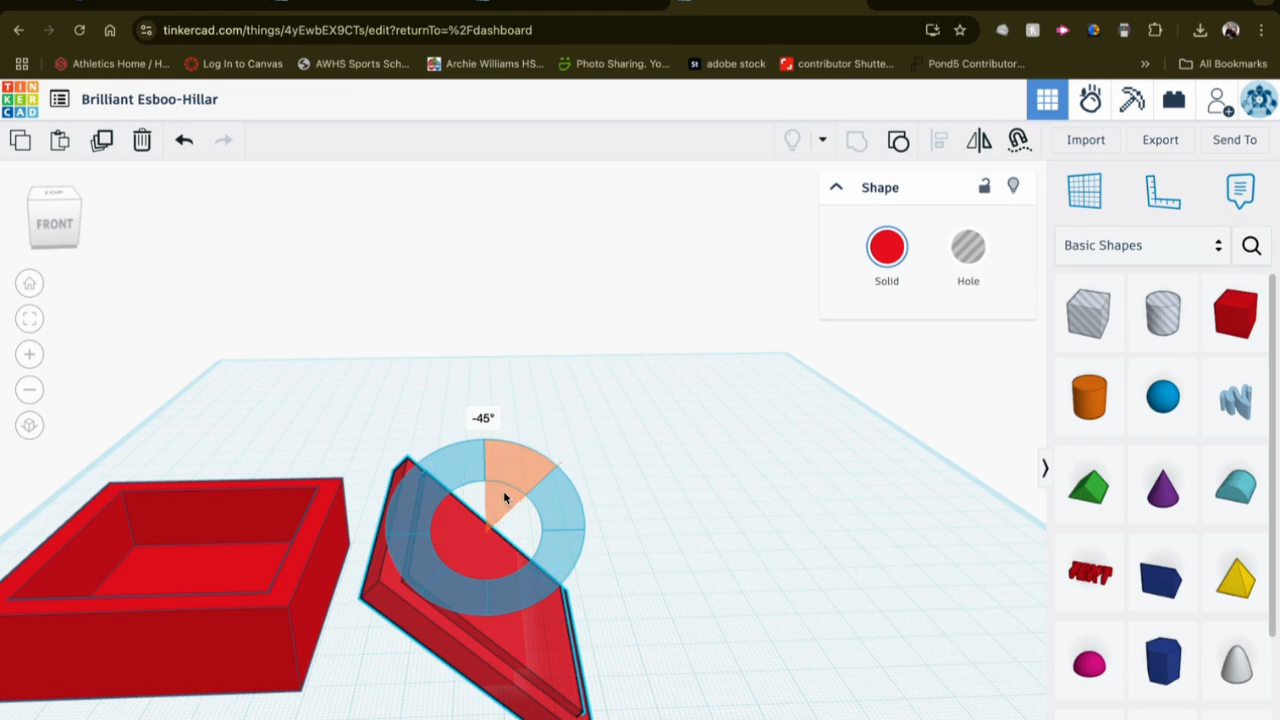 tinkercad.com/things/4yEwbEX9CTs/edit?returnTo=%2Fdashboard
Athletics Home / H...
Log In to Canvas
AWHS Sports Sch...
Archie Williams HS...
Photo Sharing. Yo...
St
adobe stock
contributor Shutte...
Pond5 Contributor...
»
All Bookmarks
TIN
KER
CAD
Brilliant Esboo-Hillar
Import
Export
Send To
FRONT
Shape
Solid
Hole
Basic Shapes
-45°
TEXT